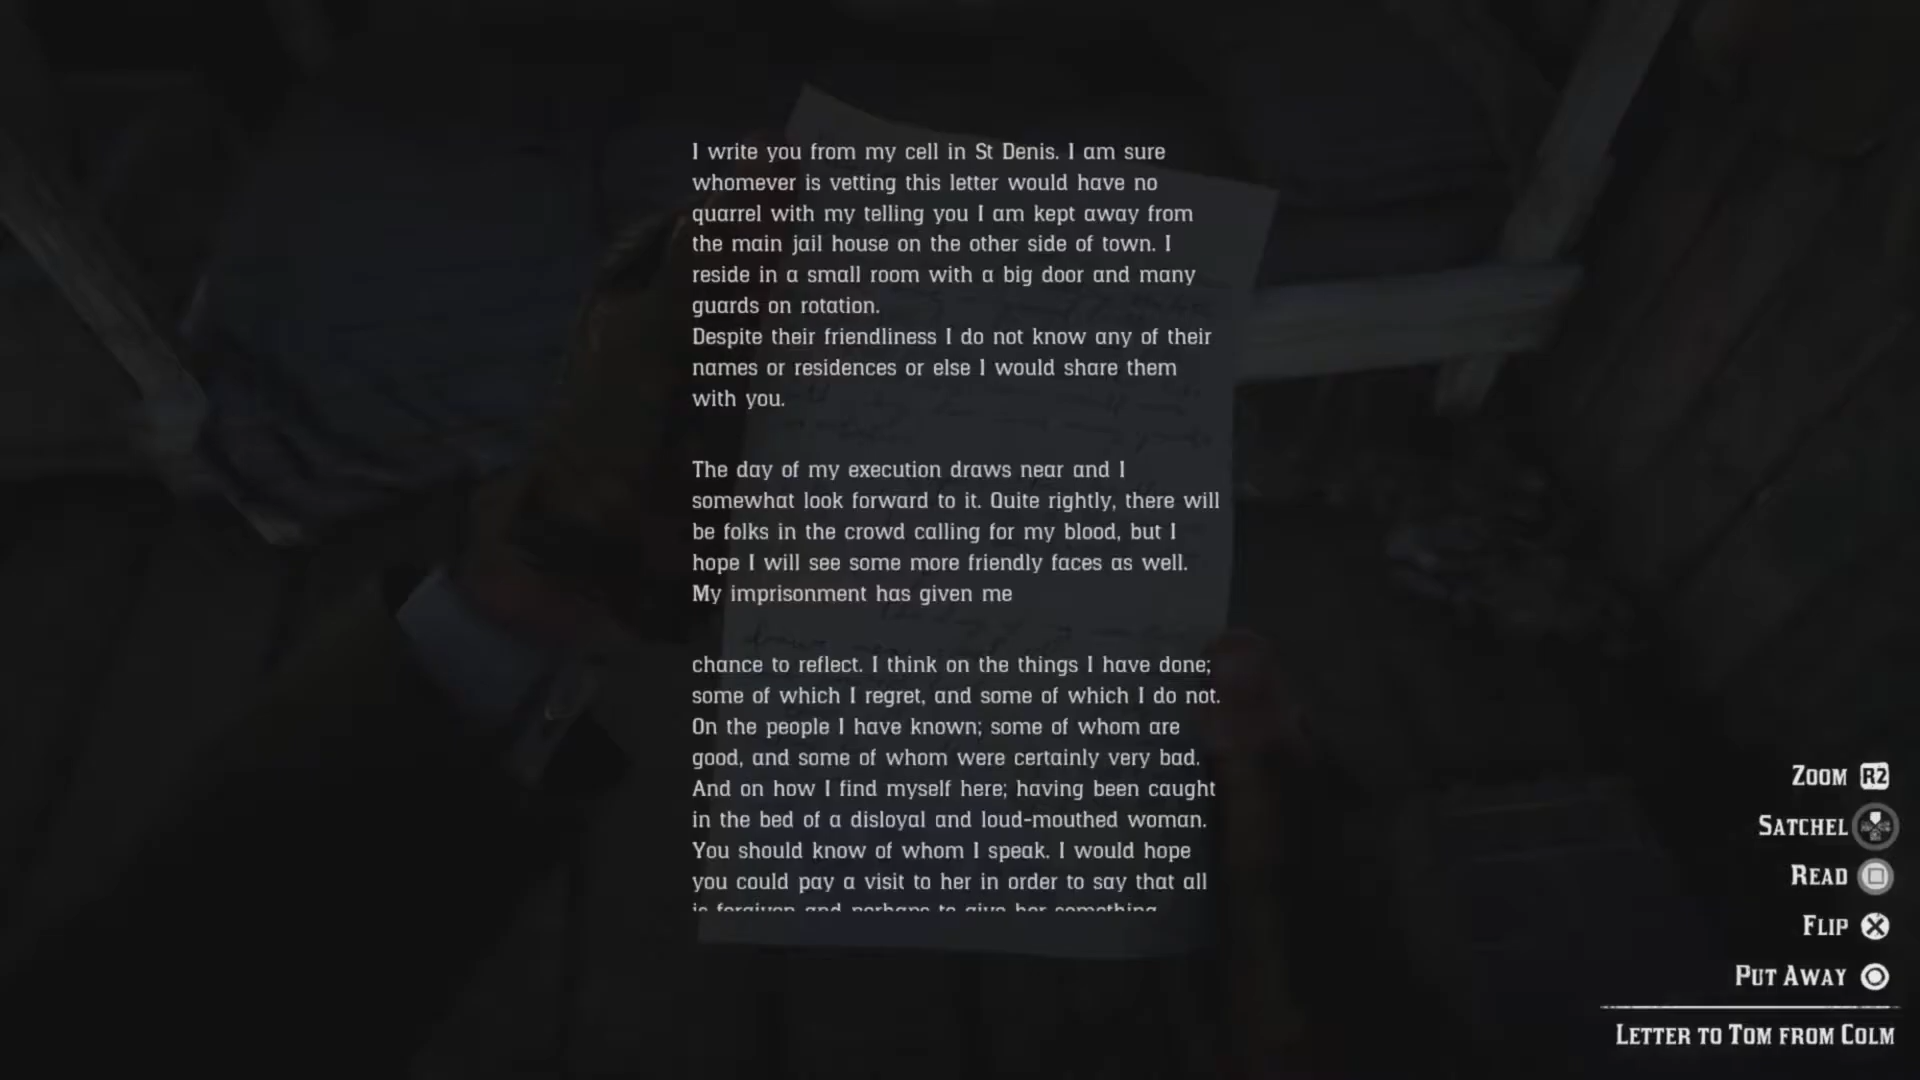 I write you from my cell in St Denis. I am sure
whomever is vetting this letter would have no
quarrel with my telling you I am kept away from
the main jail house on the other side of town. I
reside in a small room with a big door and many
guards on rotation.
Despite their friendliness I do not know any of their
names or residences or else I would share them
with you.
The day of my execution draws near and I
somewhat look forward to it. Quite rightly, there will
be folks in the crowd calling for my blood, but I
hope I will see some more friendly faces as well.
My imprisonment has given me
chance to reflect. I think on the things I have done;
some of which I regret, and some of which I do not.
On the people I have known; some of whom are
good, and some of whom were certainly very bad.
And on how I find myself here; having been caught
in the bed of a disloyal and loud-mouthed woman.
You should know of whom I speak. I would hope
you could pay a visit to her in order to say that all
is forgiven and perhaps to give her something
ZOOM R2
SATCHEL
READ
FLIP
PUT AWAY
LETTER TO TOM FROM COLM